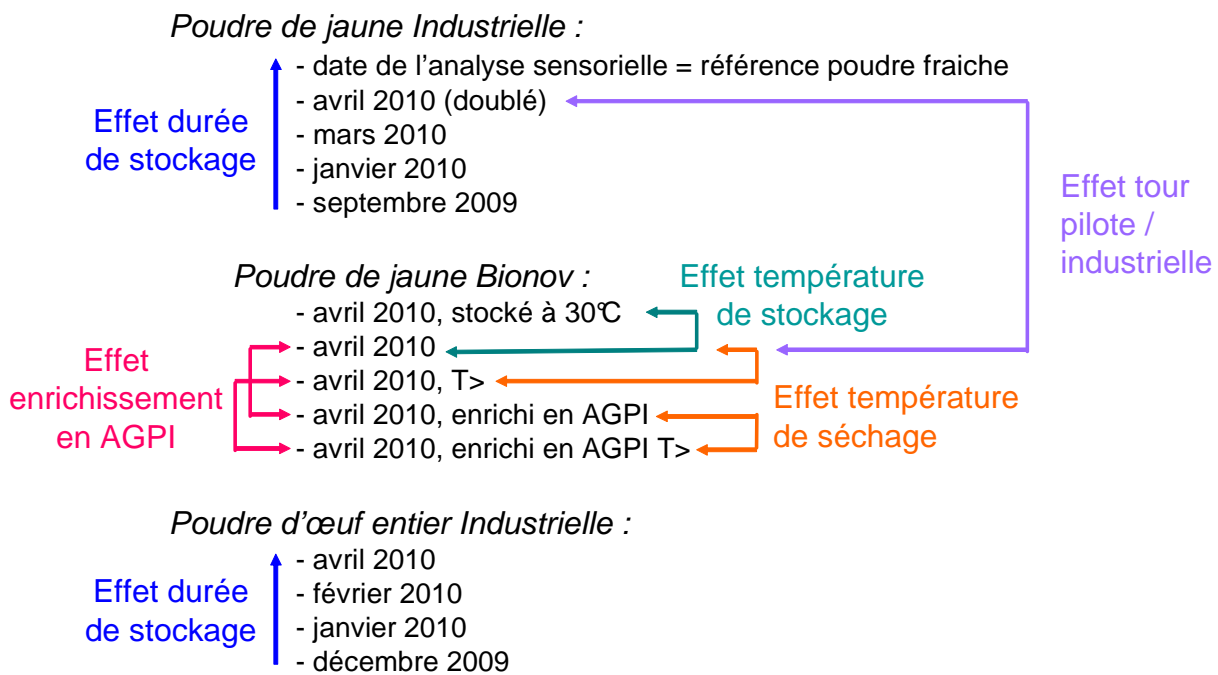 Poudre de jaune Industrielle :
- date de l’analyse sensorielle = référence poudre fraiche
- avril 2010 (doublé)
- mars 2010
- janvier 2010
- septembre 2009
Effet durée
de stockage
Effet tour
pilote /
industrielle
Poudre de jaune Bionov :
- avril 2010, stocké à 30°C
- avril 2010
- avril 2010, T>
- avril 2010, enrichi en AGPI
- avril 2010, enrichi en AGPI T>
Effet température
de stockage
Effet
enrichissement
en AGPI
Effet température
de séchage
Poudre d’œuf entier Industrielle :
- avril 2010
- février 2010
- janvier 2010
- décembre 2009
Effet durée
de stockage